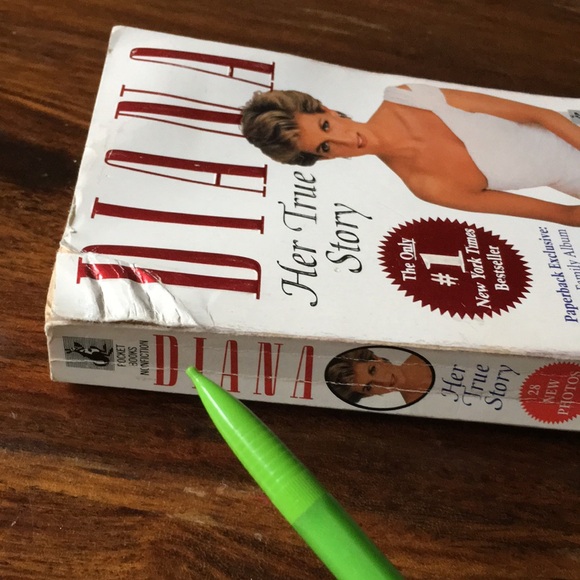 DIANA
Her True
Story
The Only
#1
New York Times
Bestseller
Paperback Exclusive:
Family Album
POCKET
BOOKS
NONFICTION
DIANA
Her
True
Story
28
NEW
PHOTO